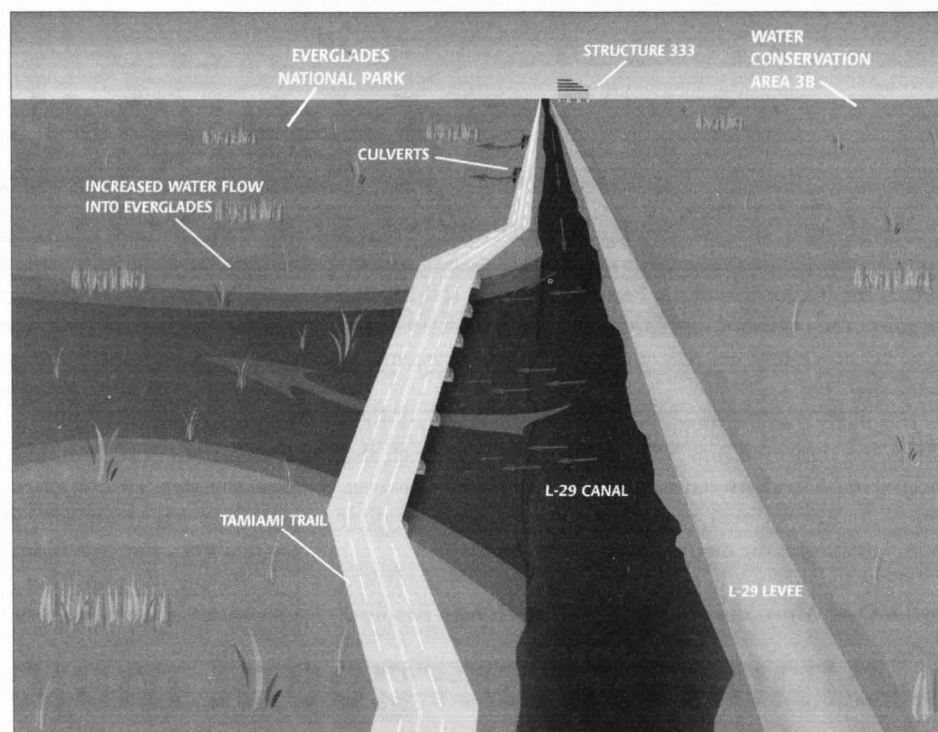 EVERGLADES
NATIONAL PARK
STRUCTURE 333
WATER
CONSERVATION
AREA 3B
CULVERTS
INCREASED WATER FLOW
INTO EVERGLADES
L-29 CANAL
TAMIAMI TRAIL
L-29 LEVEE